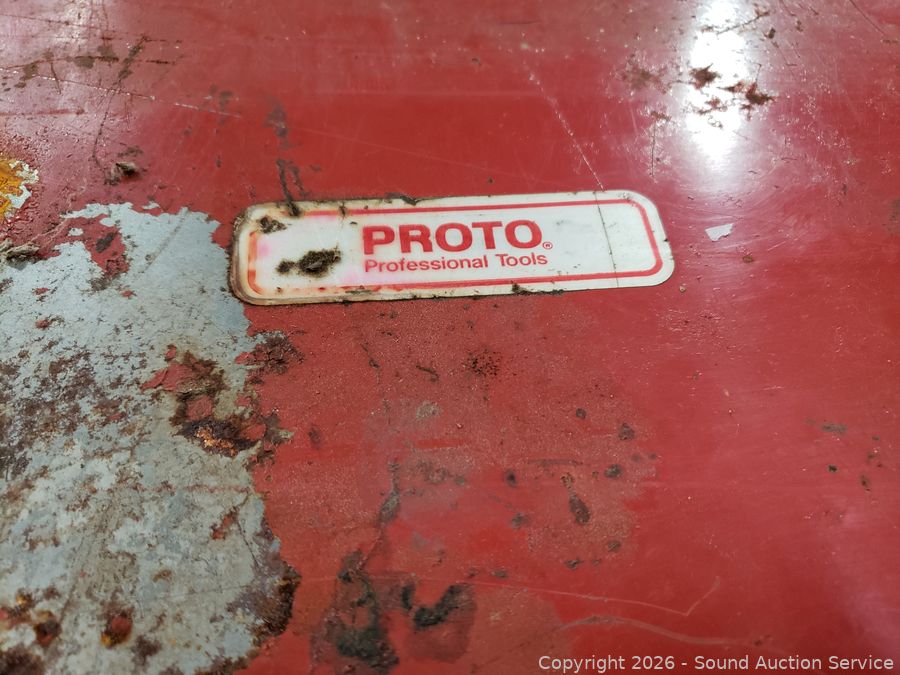 PROTO®
Professional Tools
Copyright © 2026 - Sound Auction Service